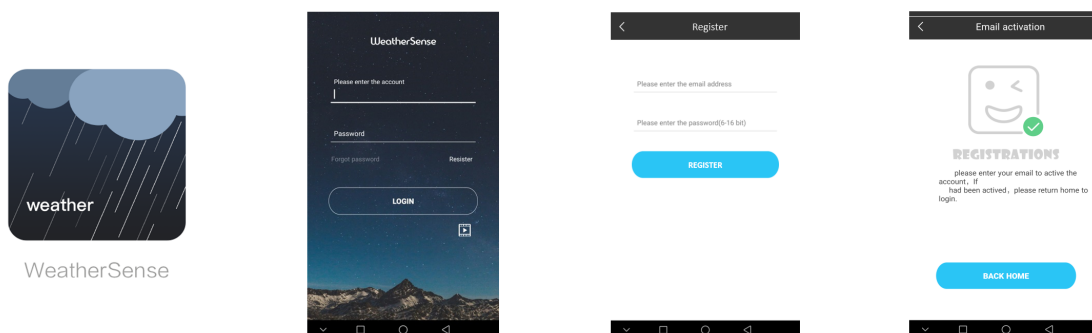 weather
WeatherSense
WeatherSense
Please enter the account
Password
Forgot password Resister
LOGIN
Register
Please enter the email address
Please enter the password(6-16 bit)
REGISTER
Email activation
REGISTRATIONS
please enter your email to active the
account，If
had been actived，please return home to
login.
BACK HOME